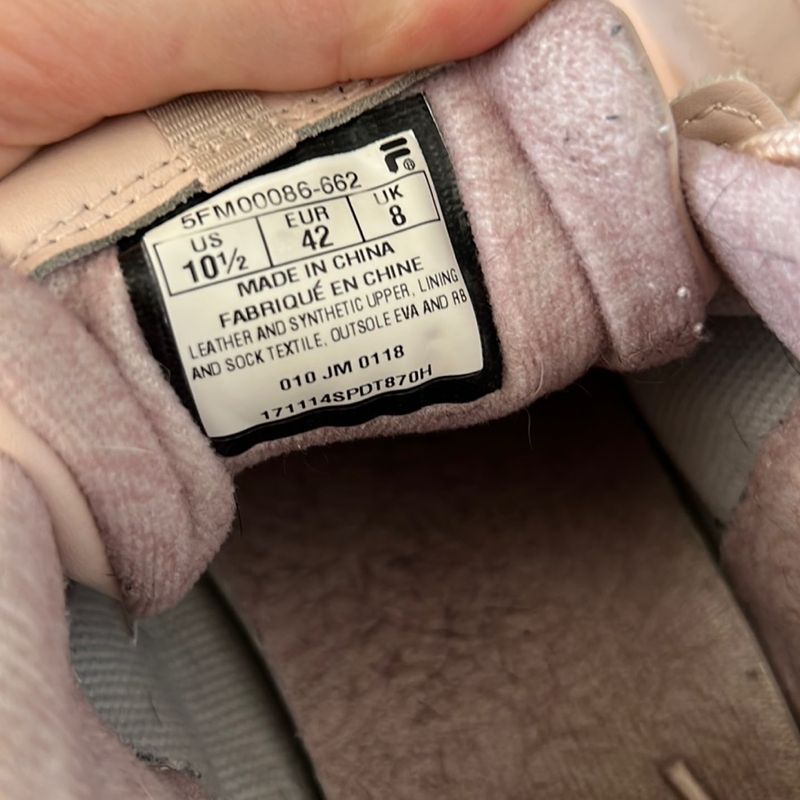 5FM00086-662
US EUR UK
10½ 42 8
MADE IN CHINA
FABRIQUÉ EN CHINE
LEATHER AND SYNTHETIC UPPER, LINING
AND SOCK TEXTILE, OUTSOLE EVA AND RB
010 JM 0118
171114SPDT870H